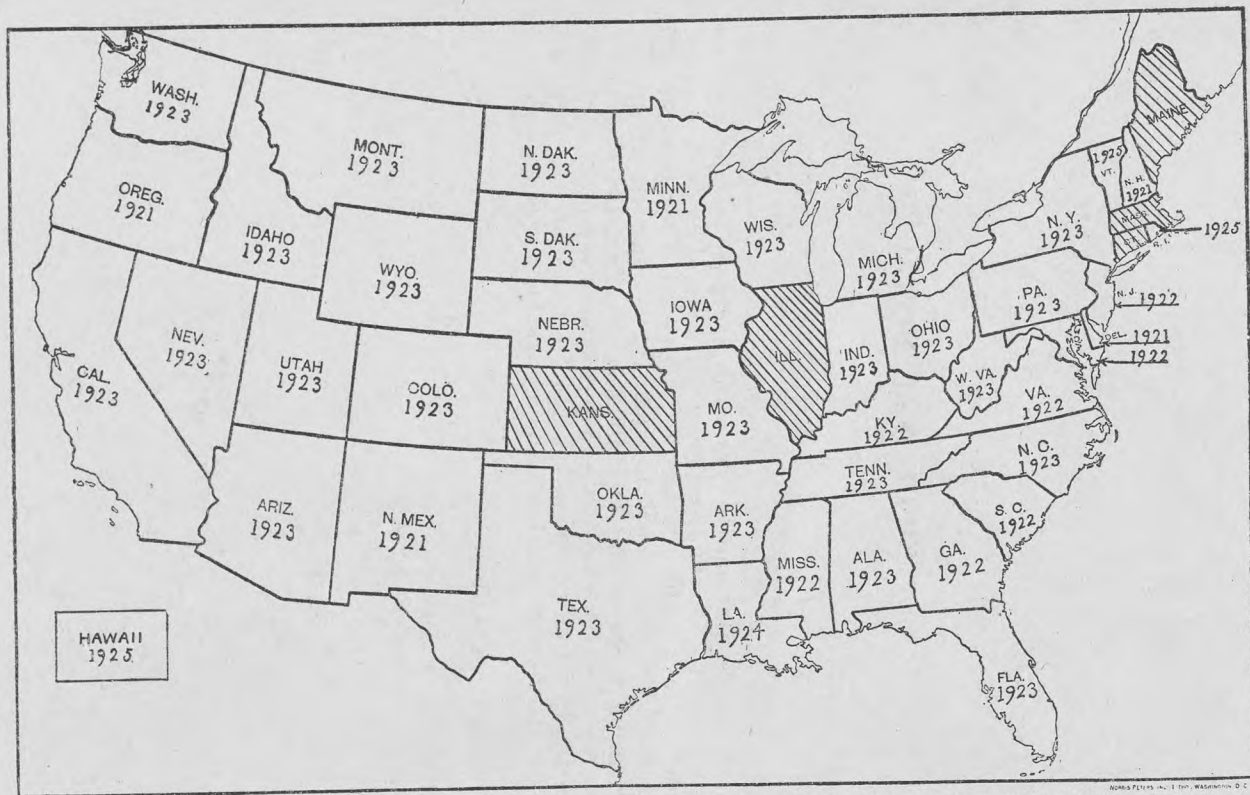 WASH.
1923
OREG.
1921
CAL.
1923
NEV.
1923
IDAHO
1923
MONT.
1923
WYO.
1923
UTAH
1923
COLO.
1923
ARIZ.
1923
N. MEX.
1921
N. DAK.
1923
S. DAK.
1923
NEBR.
1923
KANS.
OKLA.
1923
TEX.
1923
MINN.
1921
IOWA
1923
MO.
1923
ARK.
1923
LA.
1924
WIS.
1923
ILL.
MICH.
1923
IND.
1923
OHIO
1923
KY.
1922
TENN.
1923
MISS.
1922
ALA.
1923
GA.
1922
FLA.
1923
S. C.
1922
N. C.
1923
VA.
1922
W. VA.
1923
PA.
1923
N. Y.
1923
1925
VT.
N. H.
1921
MAINE
MASS.
R. I.
1925
N. J.
1922
DEL.
1921
1922
HAWAII
1925
NORRIS PETERS INC. WASHINGTON D C